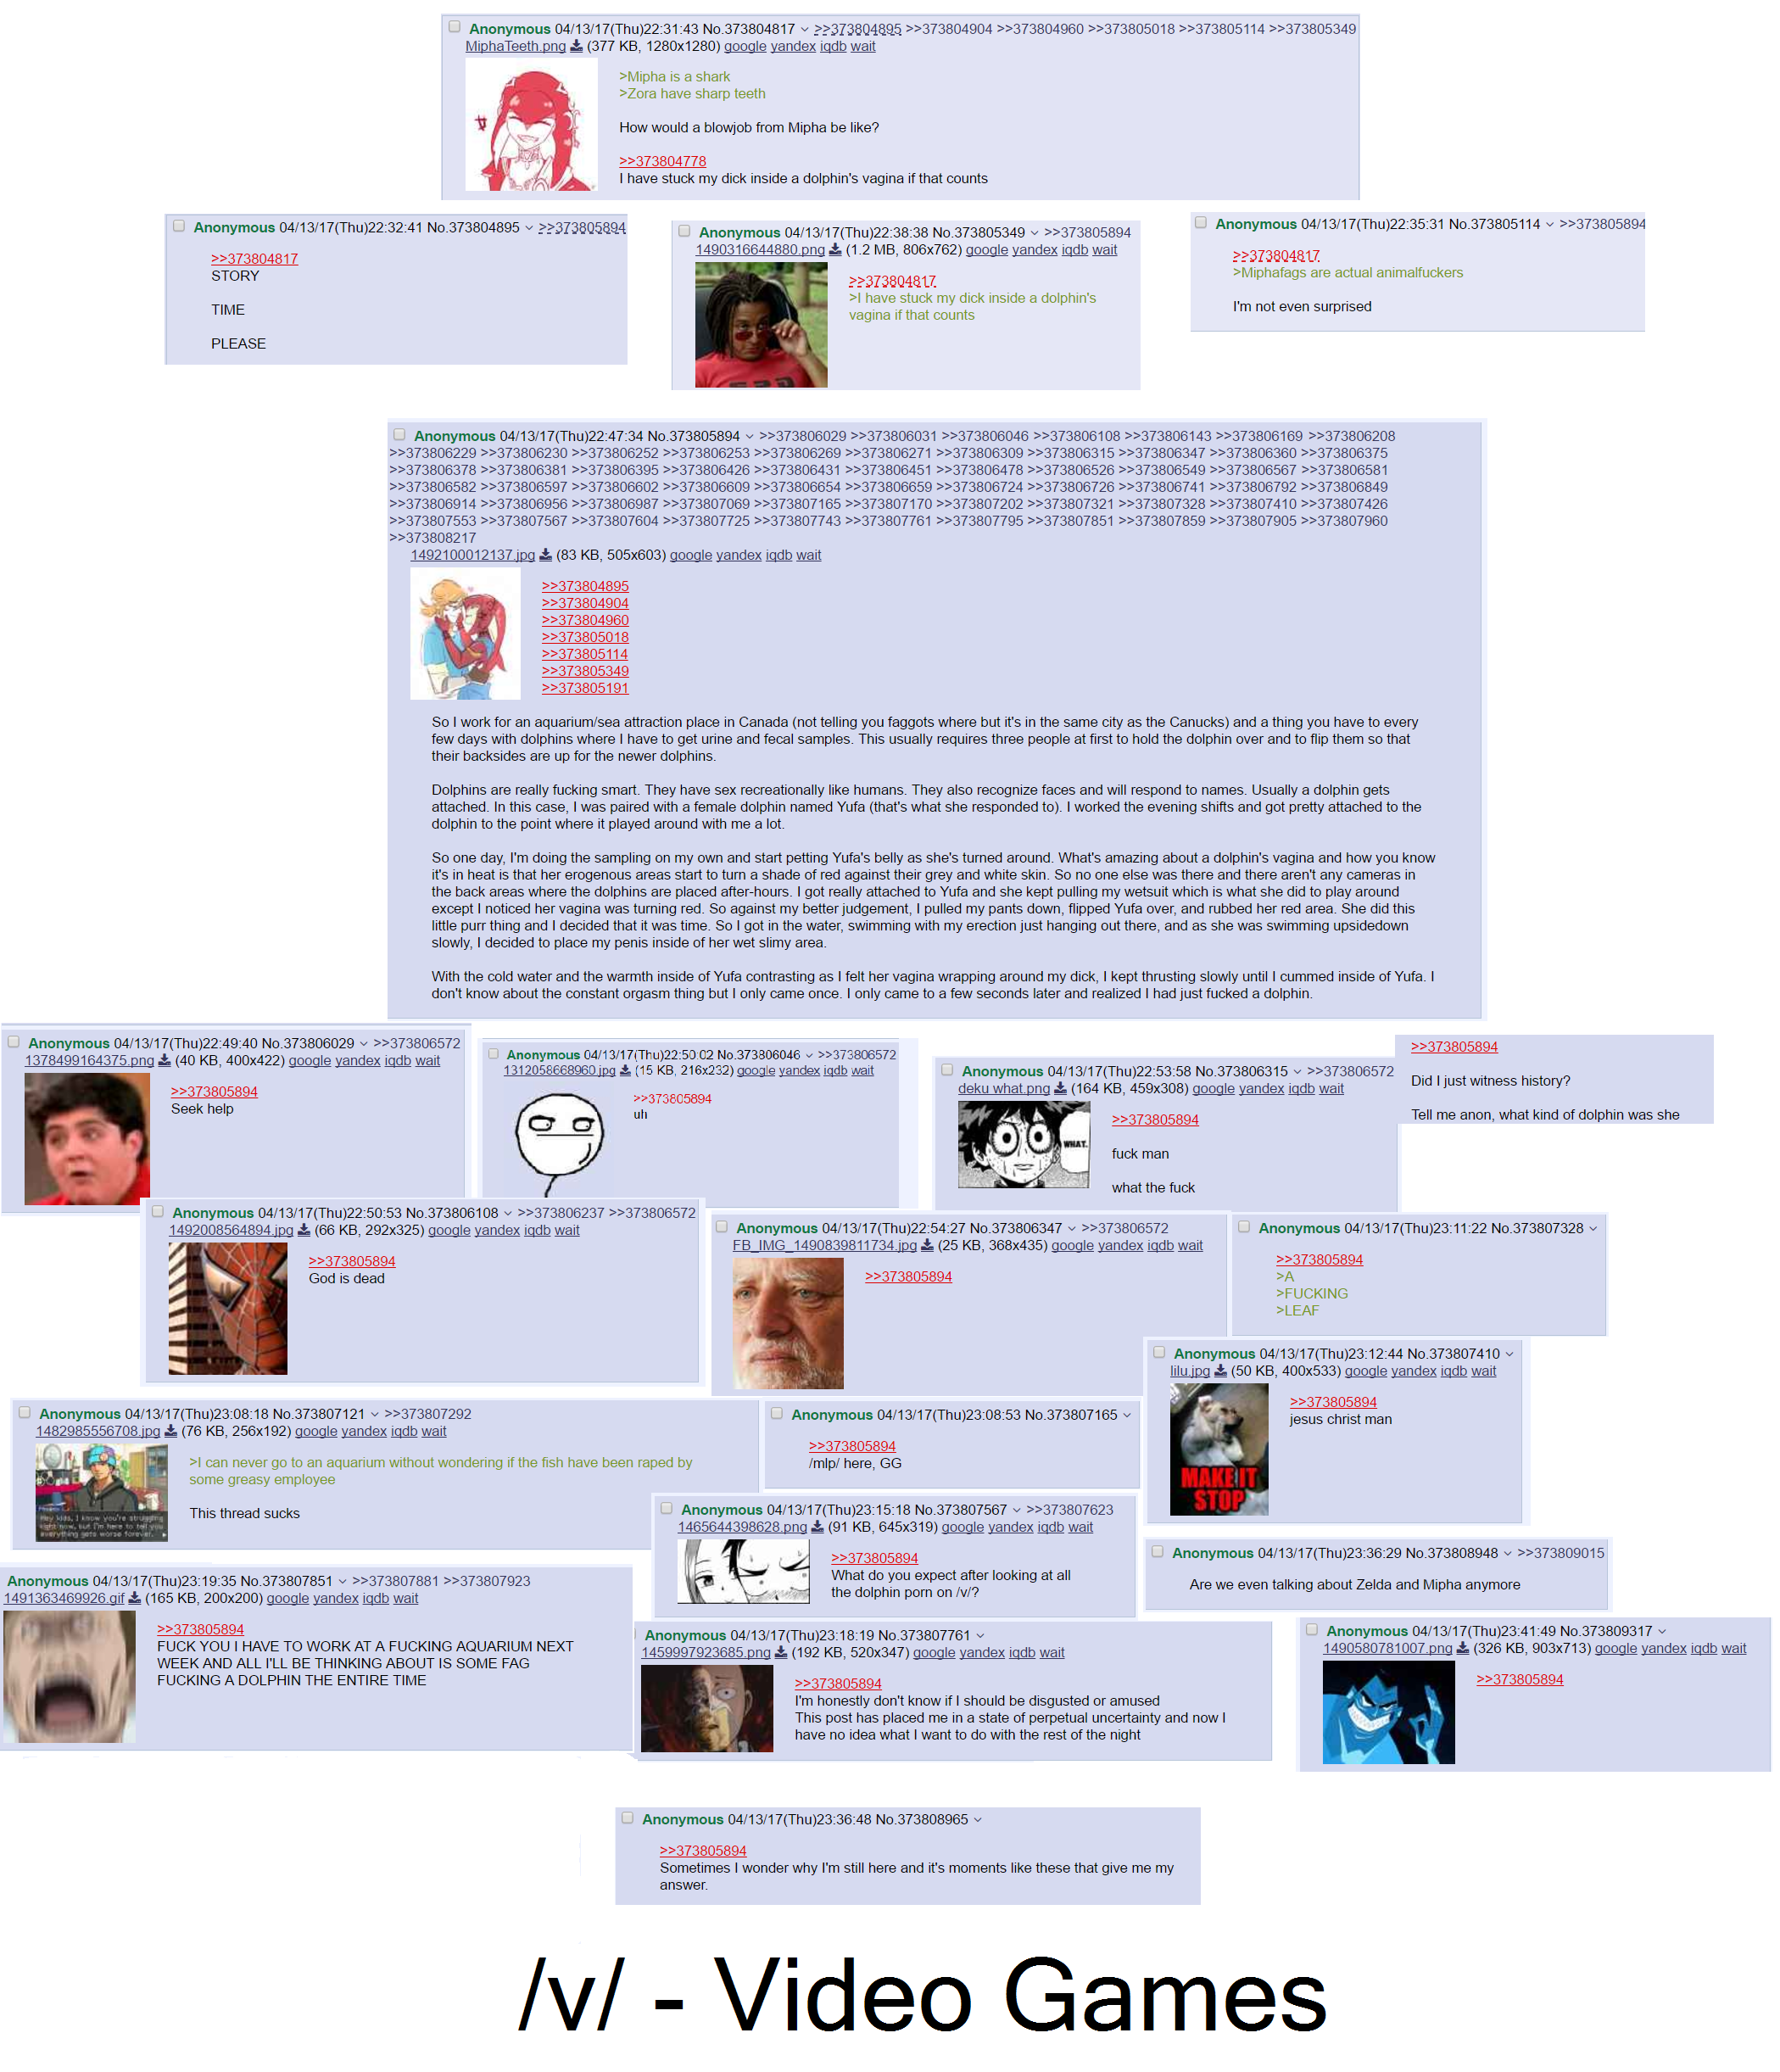 Anonymous 04/13/17(Thu)22:31:43 No.373804817 >>373804895 >>373804904 >>373804960 >>373805018 >>373805114 >>373805349
MiphaTeeth.png (377 KB, 1280x1280) google yandex iqdb wait
>Mipha is a shark
>Zora have sharp teeth
How would a blowjob from Mipha be like?
>>373804778
I have stuck my dick inside a dolphin's vagina if that counts
Anonymous 04/13/17(Thu)22:32:41 No.373804895 >>373805894
>>373804817
STORY
TIME
PLEASE
Anonymous 04/13/17(Thu)22:38:38 No.373805349 >>373805894
1490316644880.png (1.2 MB, 806x762) google yandex iqdb wait
>>373804817
>I have stuck my dick inside a dolphin's
vagina if that counts
Anonymous 04/13/17(Thu)22:35:31 No.373805114 >>373805894
>>373804817
>Miphafags are actual animalfuckers
I'm not even surprised
Anonymous 04/13/17(Thu)22:47:34 No.373805894 >>373806029 >>373806031 >>373806046 >>373806108 >>373806143 >>373806169 >>373806208
>>373806229 >>373806230 >>373806252 >>373806253 >>373806269 >>373806271 >>373806309 >>373806315 >>373806347 >>373806360 >>373806375
>>373806378 >>373806381 >>373806395 >>373806426 >>373806431 >>373806451 >>373806478 >>373806526 >>373806549 >>373806567 >>373806581
>>373806582 >>373806597 >>373806602 >>373806609 >>373806654 >>373806659 >>373806724 >>373806726 >>373806741 >>373806792 >>373806849
>>373806914 >>373806956 >>373806987 >>373807069 >>373807165 >>373807170 >>373807202 >>373807321 >>373807328 >>373807410 >>373807426
>>373807553 >>373807567 >>373807604 >>373807725 >>373807743 >>373807761 >>373807795 >>373807851 >>373807859 >>373807905 >>373807960
>>373808217
1492100012137.jpg (83 KB, 505x603) google yandex iqdb wait
>>373804895
>>373804904
>>373804960
>>373805018
>>373805114
>>373805349
>>373805191
So I work for an aquarium/sea attraction place in Canada (not telling you faggots where but it's in the same city as the Canucks) and a thing you have to every
few days with dolphins where I have to get urine and fecal samples. This usually requires three people at first to hold the dolphin over and to flip them so that
their backsides are up for the newer dolphins.
Dolphins are really fucking smart. They have sex recreationally like humans. They also recognize faces and will respond to names. Usually a dolphin gets
attached. In this case, I was paired with a female dolphin named Yufa (that's what she responded to). I worked the evening shifts and got pretty attached to the
dolphin to the point where it played around with me a lot.
So one day, I'm doing the sampling on my own and start petting Yufa's belly as she's turned around. What's amazing about a dolphin's vagina and how you know
it's in heat is that her erogenous areas start to turn a shade of red against their grey and white skin. So no one else was there and there aren't any cameras in
the back areas where the dolphins are placed after-hours. I got really attached to Yufa and she kept pulling my wetsuit which is what she did to play around
except I noticed her vagina was turning red. So against my better judgement, I pulled my pants down, flipped Yufa over, and rubbed her red area. She did this
little purr thing and I decided that it was time. So I got in the water, swimming with my erection just hanging out there, and as she was swimming upsidedown
slowly, I decided to place my penis inside of her wet slimy area.
With the cold water and the warmth inside of Yufa contrasting as I felt her vagina wrapping around my dick, I kept thrusting slowly until I cummed inside of Yufa. I
don't know about the constant orgasm thing but I only came once. I only came to a few seconds later and realized I had just fucked a dolphin.
Anonymous 04/13/17(Thu)22:49:40 No.373806029 >>373806572
1378499164375.png (40 KB, 400x422) google yandex iqdb wait
>>373805894
Seek help
Anonymous 04/13/17(Thu)22:50:02 No.373806046 >>373806572
1312058668960.jpg (15 KB, 216x232) google yandex iqdb wait
>>373805894
uh
Anonymous 04/13/17(Thu)22:53:58 No.373806315 >>373806572
deku what.png (164 KB, 459x308) google yandex iqdb wait
WHAT.
>>373805894
fuck man
what the fuck
>>373805894
Did I just witness history?
Tell me anon, what kind of dolphin was she
Anonymous 04/13/17(Thu)22:50:53 No.373806108 >>373806237 >>373806572
1492008564894.jpg (66 KB, 292x325) google yandex iqdb wait
>>373805894
God is dead
Anonymous 04/13/17(Thu)22:54:27 No.373806347 >>373806572
FB_IMG_1490839811734.jpg (25 KB, 368x435) google yandex iqdb wait
>>373805894
Anonymous 04/13/17(Thu)23:11:22 No.373807328
>>373805894
>A
>FUCKING
>LEAF
Anonymous 04/13/17(Thu)23:12:44 No.373807410
lilu.jpg (50 KB, 400x533) google yandex iqdb wait
>>373805894
jesus christ man
MAKE IT
STOP
Anonymous 04/13/17(Thu)23:08:18 No.373807121 >>373807292
1482985556708.jpg (76 KB, 256x192) google yandex iqdb wait
>I can never go to an aquarium without wondering if the fish have been raped by
some greasy employee
This thread sucks
Hey kids, I know you're struggling
right now, but I'm here to tell you
everything gets worse forever.
Anonymous 04/13/17(Thu)23:08:53 No.373807165
>>373805894
/mlp/ here, GG
Anonymous 04/13/17(Thu)23:15:18 No.373807567 >>373807623
1465644398628.png (91 KB, 645x319) google yandex iqdb wait
>>373805894
What do you expect after looking at all
the dolphin porn on /v/?
Anonymous 04/13/17(Thu)23:36:29 No.373808948 >>373809015
Are we even talking about Zelda and Mipha anymore
Anonymous 04/13/17(Thu)23:19:35 No.373807851 >>373807881 >>373807923
1491363469926.gif (165 KB, 200x200) google yandex iqdb wait
>>373805894
FUCK YOU I HAVE TO WORK AT A FUCKING AQUARIUM NEXT
WEEK AND ALL I'LL BE THINKING ABOUT IS SOME FAG
FUCKING A DOLPHIN THE ENTIRE TIME
Anonymous 04/13/17(Thu)23:18:19 No.373807761
1459997923685.png (192 KB, 520x347) google yandex iqdb wait
>>373805894
I'm honestly don't know if I should be disgusted or amused
This post has placed me in a state of perpetual uncertainty and now I
have no idea what I want to do with the rest of the night
Anonymous 04/13/17(Thu)23:41:49 No.373809317
1490580781007.png (326 KB, 903x713) google yandex iqdb wait
>>373805894
Anonymous 04/13/17(Thu)23:36:48 No.373808965
>>373805894
Sometimes I wonder why I'm still here and it's moments like these that give me my
answer.
/v/ - Video Games